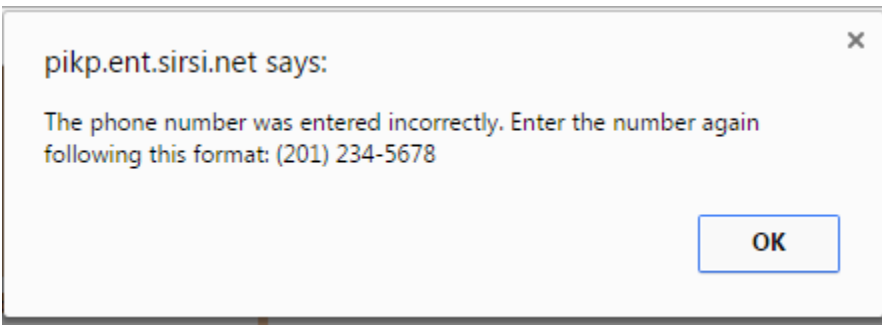 pikp.ent.sirsi.net says:
The phone number was entered incorrectly. Enter the number again
following this format: (201) 234-5678
OK